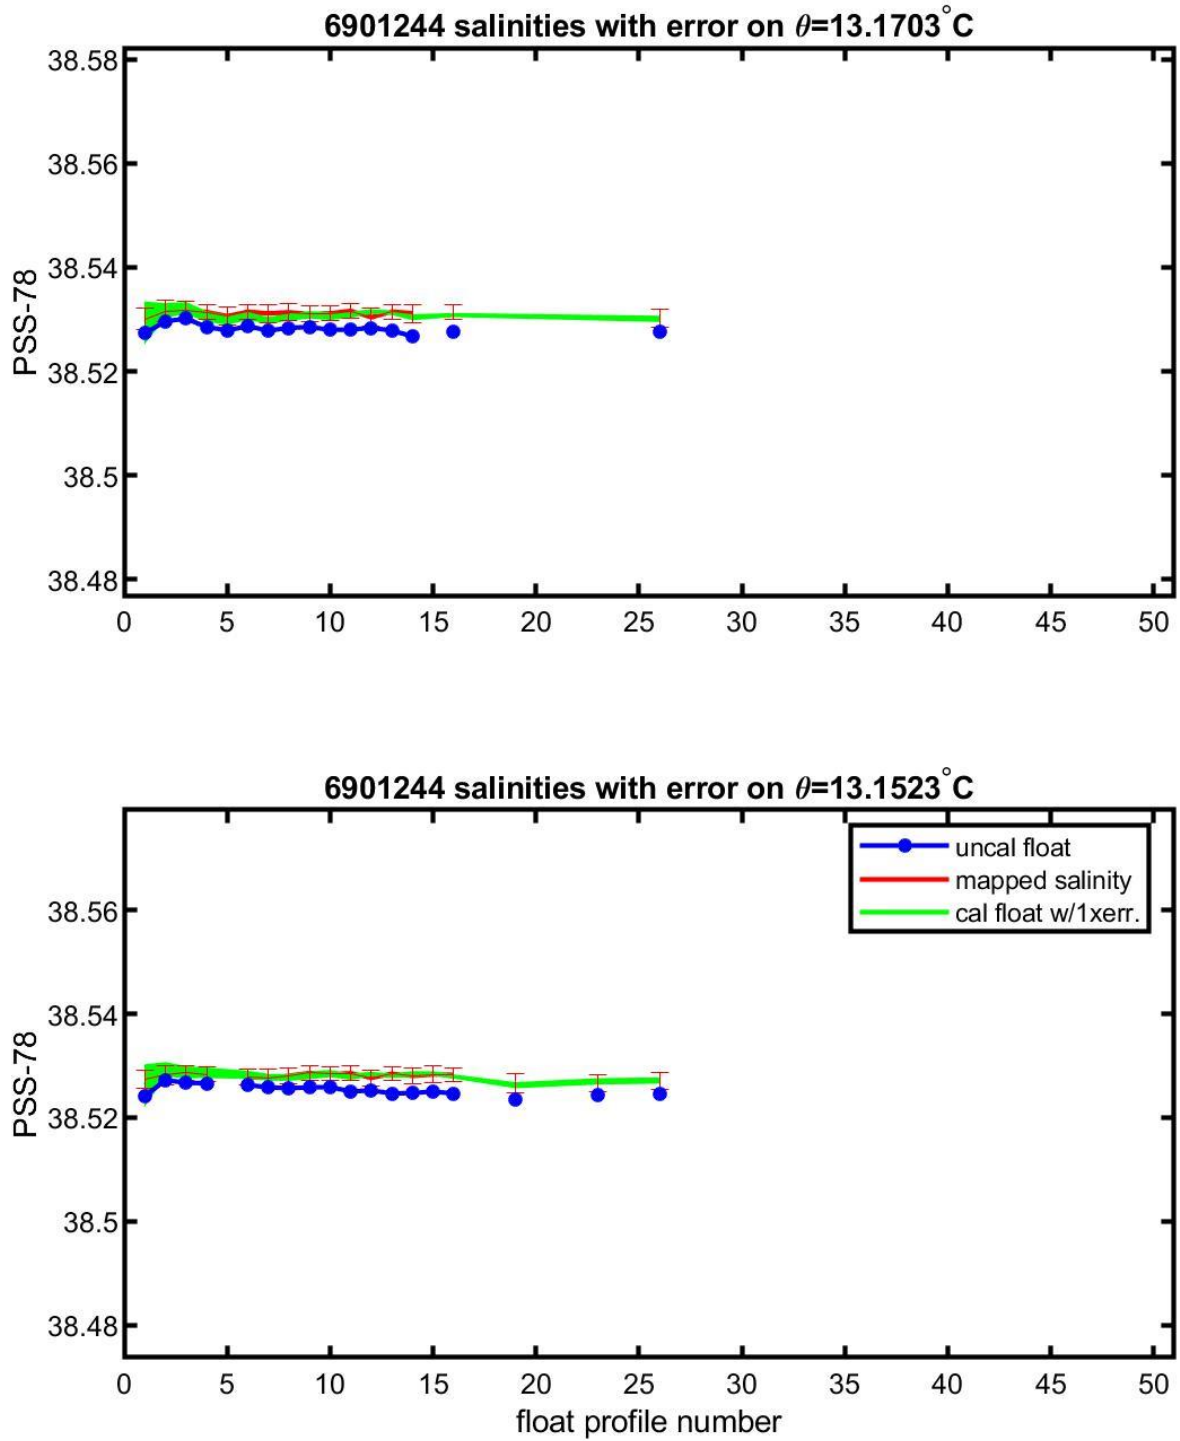 6901244 salinities with error on θ=13.1703°C
38.58
38.56
38.54
38.52
38.5
38.48
PSS-78
0 5 10 15 20 25 30 35 40 45 50
6901244 salinities with error on θ=13.1523°C
uncal float
mapped salinity
cal float w/1xerr.
38.56
38.54
38.52
38.5
38.48
PSS-78
0 5 10 15 20 25 30 35 40 45 50
float profile number